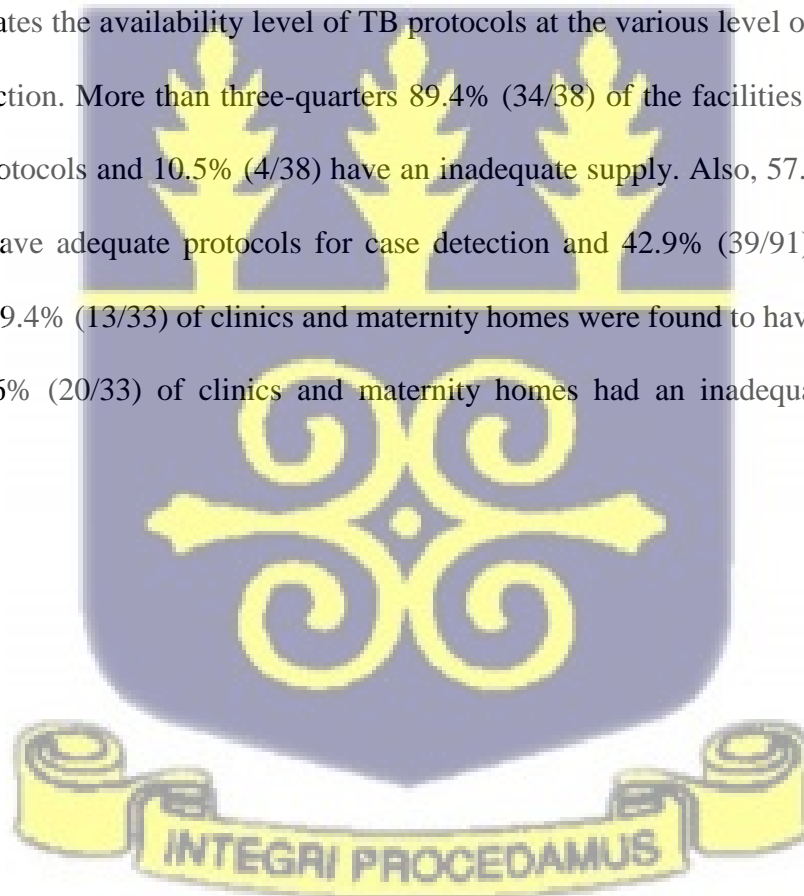 ates the availability level of TB protocols at the various level o
ction. More than three-quarters 89.4% (34/38) of the facilities
otocols and 10.5% (4/38) have an inadequate supply. Also, 57.
ave adequate protocols for case detection and 42.9% (39/91)
9.4% (13/33) of clinics and maternity homes were found to hav
6% (20/33) of clinics and maternity homes had an inadequa
INTEGRI PROCEDAMUS